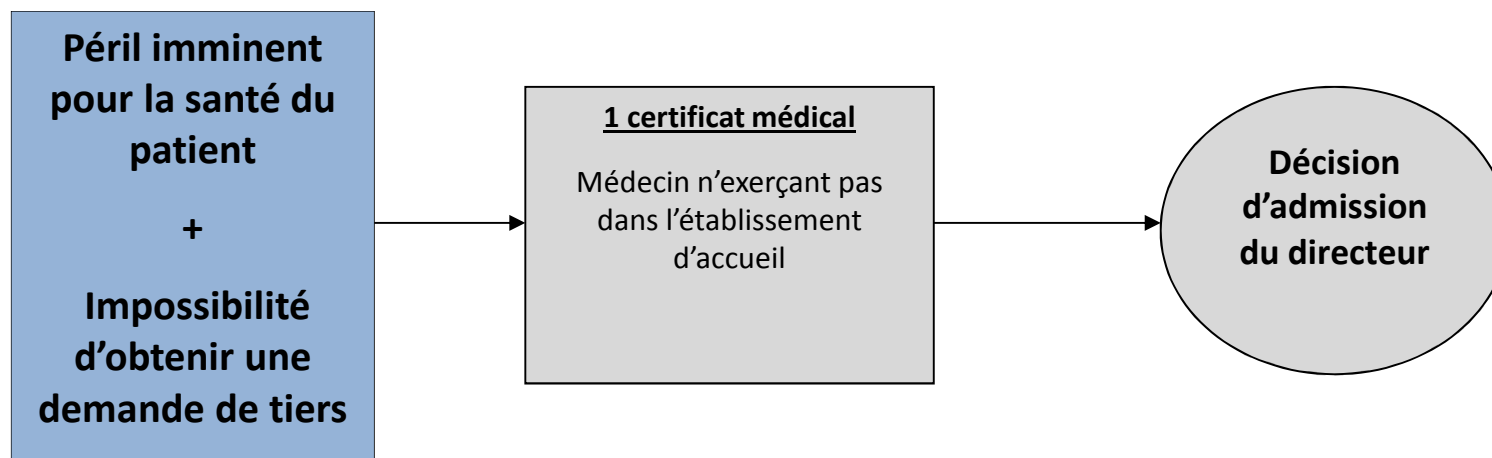 Péril imminent
pour la santé du
patient
+
Impossibilité
d’obtenir une
demande de tiers
1 certificat médical
Médecin n’exerçant pas
dans l’établissement
d’accueil
Décision
d’admission
du directeur